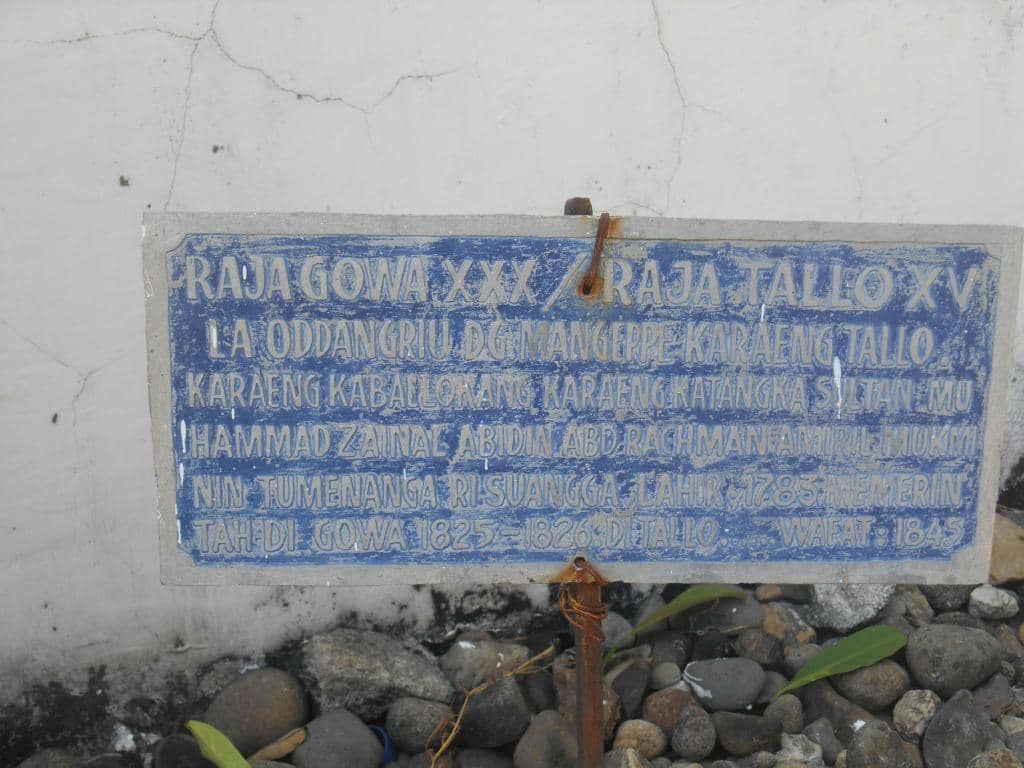 RAJA GOWA XXX / RAJA TALLO XV
LA ODDANGRIU DG MANGEPPE KARAENG TALLO
KARAENG KABALLOKANG KARAENG KATANGKA SULTAN MU
HAMMAD ZAINAL ABIDIN ABD RACHMAN AMIRIL MUKMI
NIN TUMENANGA RI SUANGGA LAHIR : 1783 MEMERIN
TAH DI GOWA 1825 - 1826 DI TALLO ..... WAFAT : 1845